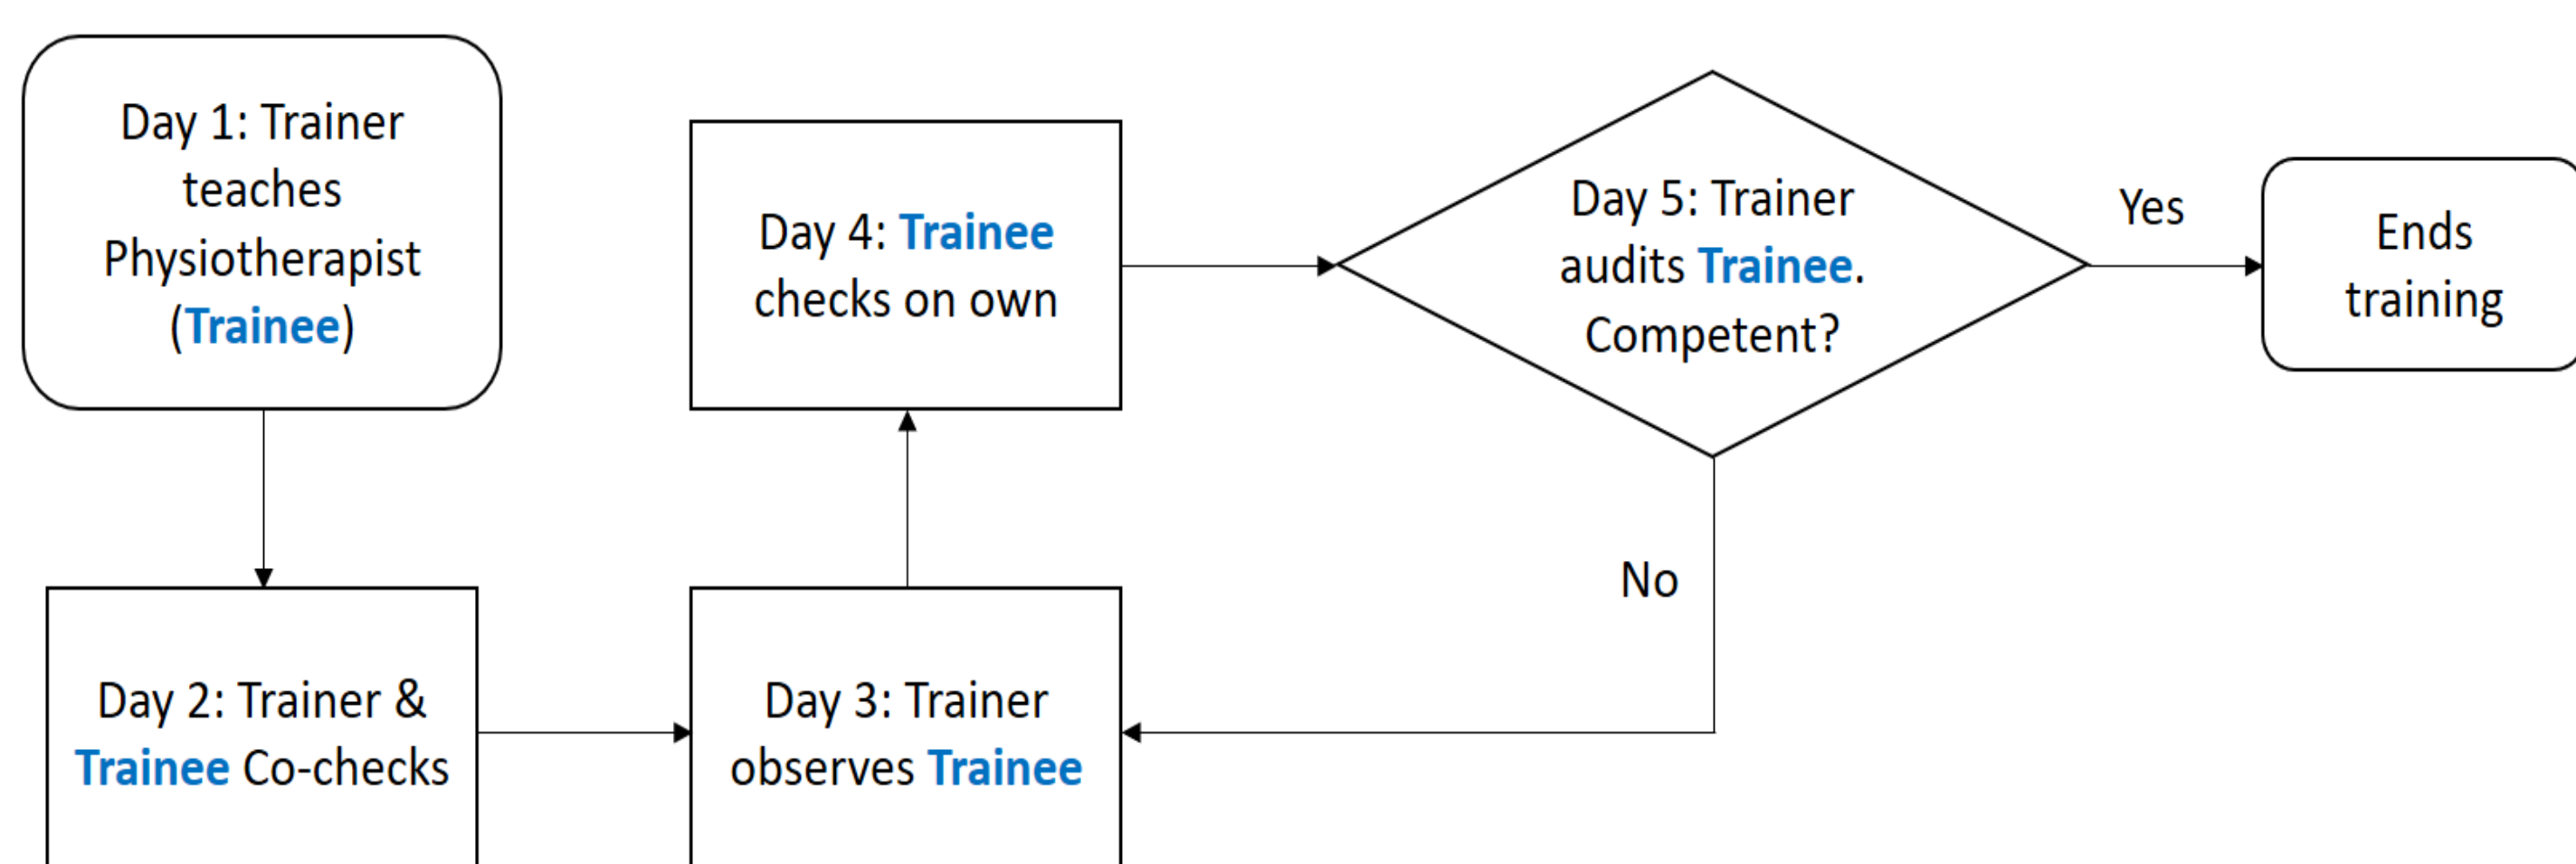 Day 1: Trainer
teaches
Physiotherapist
(Trainee)
Day 2: Trainer &
Trainee Co-checks
Day 3: Trainer
observes Trainee
Day 4: Trainee
checks on own
Day 5: Trainer
audits Trainee.
Competent?
Yes
Ends
training
No